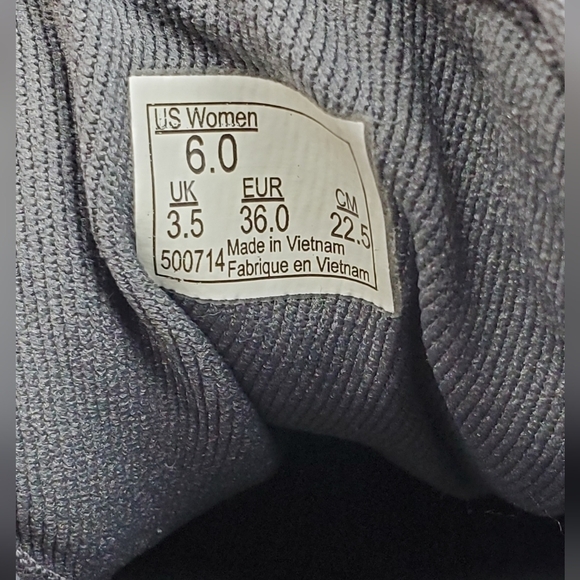 US Women
6.0
UK EUR CM
3.5 36.0 22.5
500714 Made in Vietnam
Fabrique en Vietnam